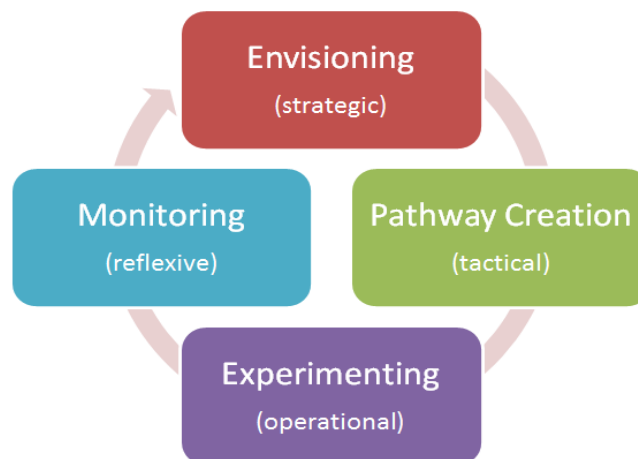 Envisioning
(strategic)
Monitoring
(reflexive)
Pathway Creation
(tactical)
Experimenting
(operational)